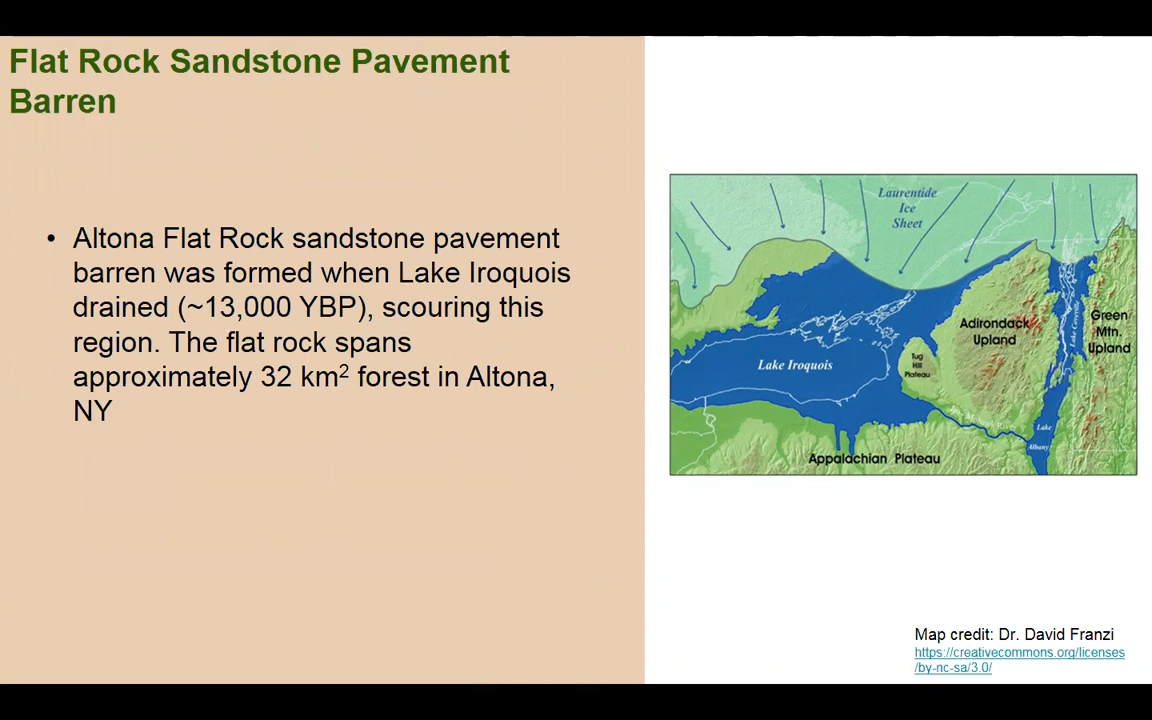 Flat Rock Sandstone Pavement
Barren
• Altona Flat Rock sandstone pavement
barren was formed when Lake Iroquois
drained (~13,000 YBP), scouring this
region. The flat rock spans
approximately 32 km² forest in Altona,
NY
Laurentide
Ice
Sheet
Adirondack
Upland
Green
Mtn.
Upland
Tug
Hill
Plateau
Lake Iroquois
Lake
Albany
Appalachian Plateau
Map credit: Dr. David Franzi
https://creativecommons.org/licenses
/by-nc-sa/3.0/